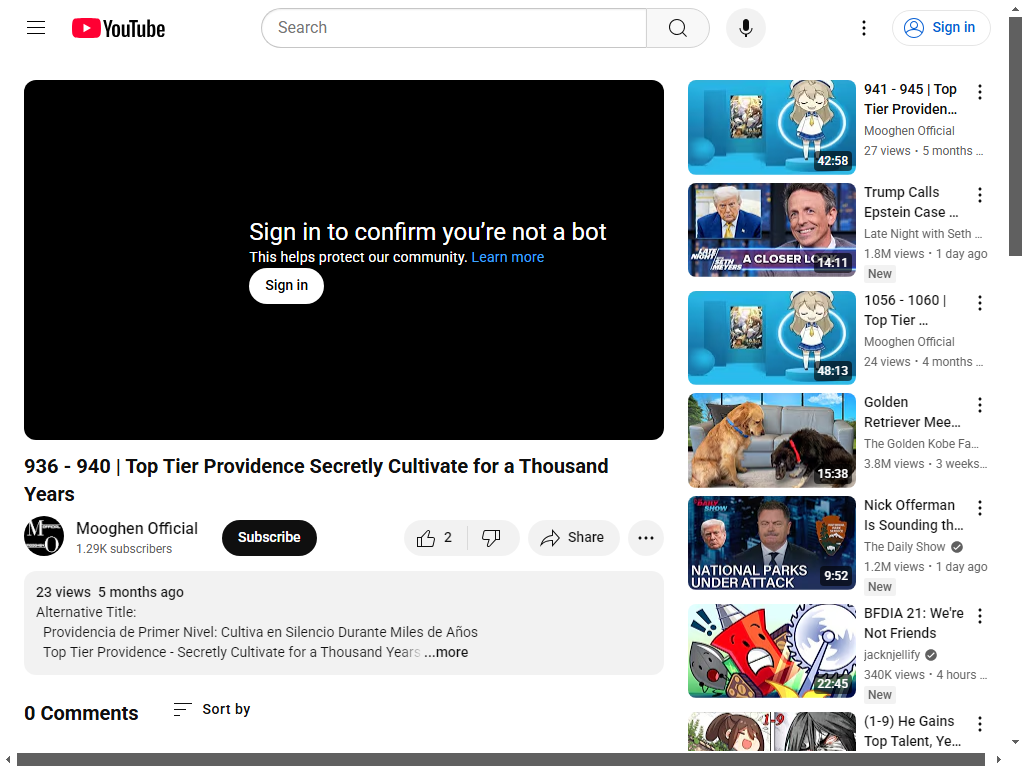 YouTube
Search
Sign in
Sign in to confirm you're not a bot
This helps protect our community. Learn more
Sign in
936 - 940 | Top Tier Providence Secretly Cultivate for a Thousand
Years
Mooghen Official
1.29K subscribers
Subscribe
2
Share
23 views 5 months ago
Alternative Title:
Providencia de Primer Nivel: Cultiva en Silencio Durante Miles de Años
Top Tier Providence - Secretly Cultivate for a Thousand Years ...more
0 Comments
Sort by
42:58
941 - 945 | Top
Tier Providen...
Mooghen Official
27 views • 5 months ...
LATE NIGHT SETH MEYERS
A CLOSER LOOK
14:11
Trump Calls
Epstein Case ...
Late Night with Seth ...
1.8M views • 1 day ago
New
48:13
1056 - 1060 |
Top Tier ...
Mooghen Official
24 views • 4 months ...
15:38
Golden
Retriever Mee...
The Golden Kobe Fa...
3.8M views • 3 weeks...
DAILY SHOW
NATIONAL PARKS
UNDER ATTACK
9:52
Nick Offerman
Is Sounding th...
The Daily Show
1.2M views • 1 day ago
New
22:45
BFDIA 21: We're
Not Friends
jacknjellify
340K views • 4 hours ...
New
1-9
(1-9) He Gains
Top Talent, Ye...